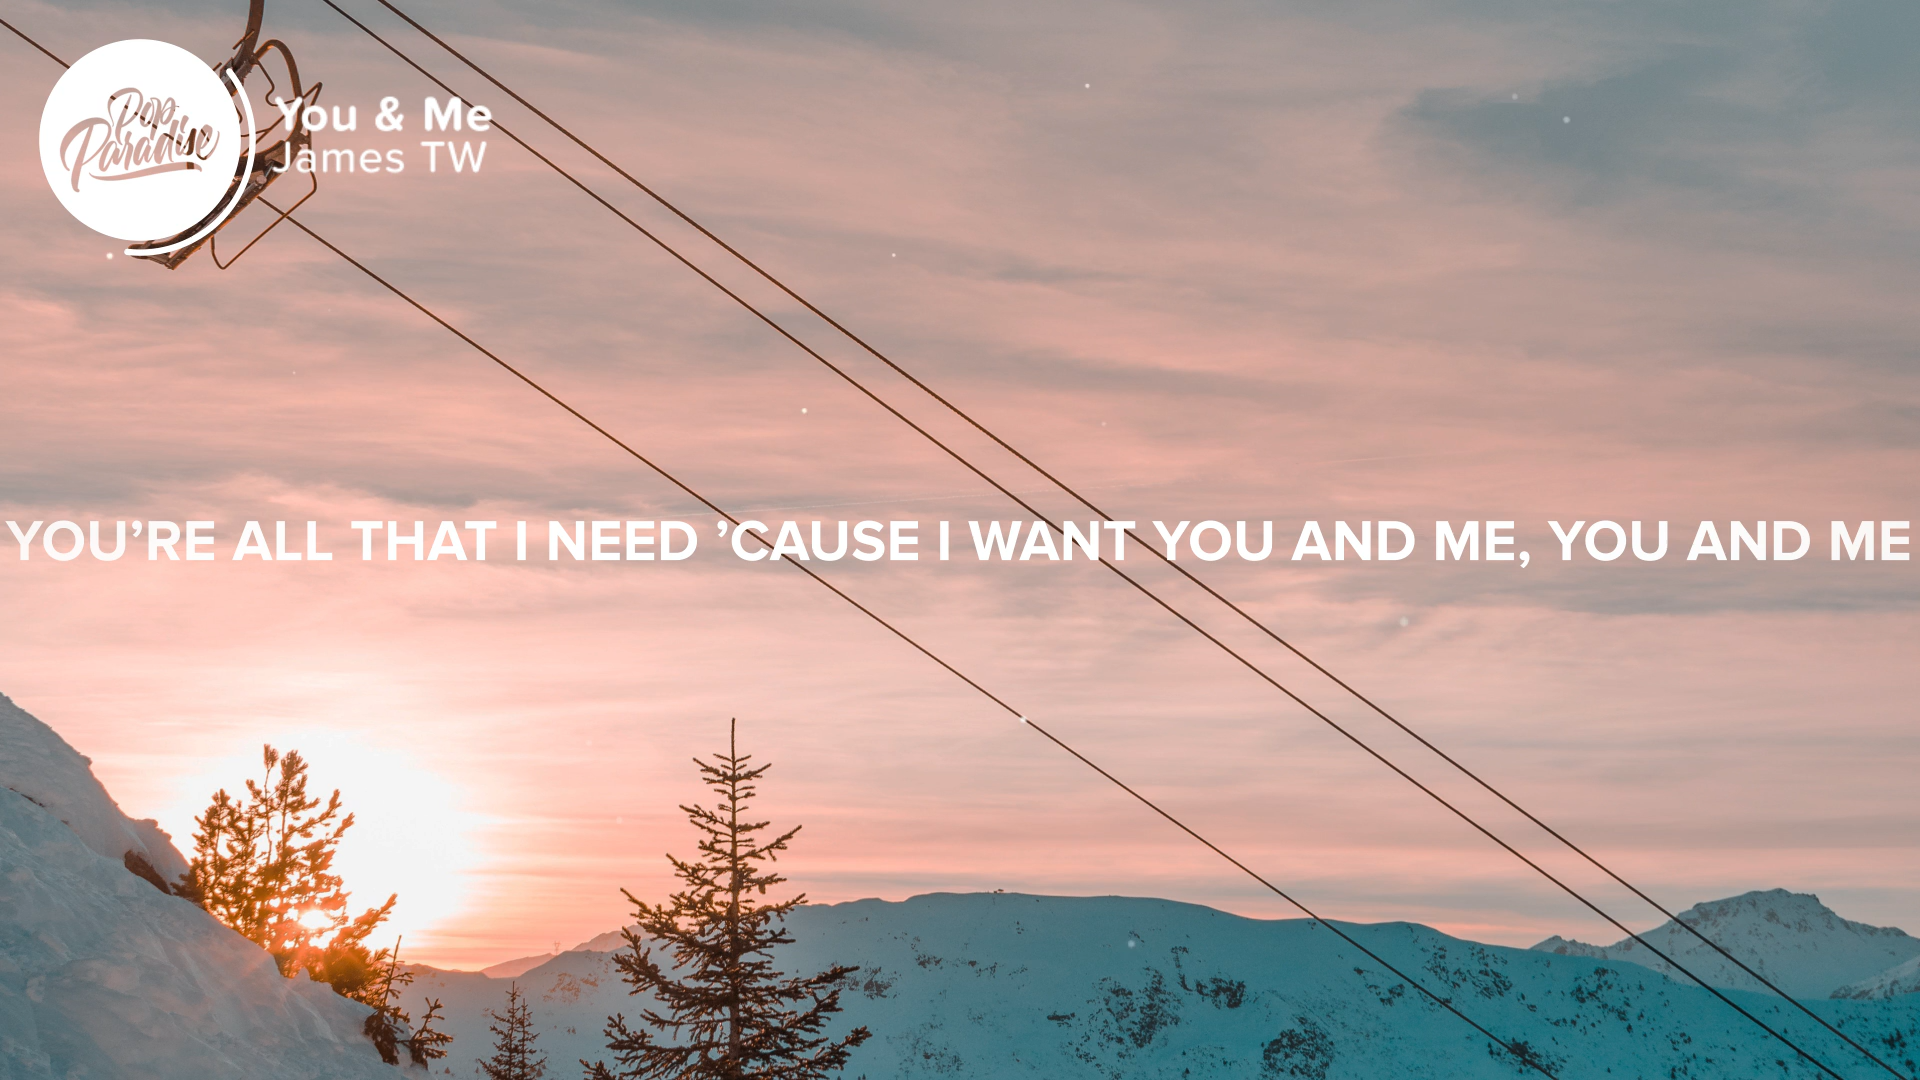 Pop
Paradise
You & Me
James TW
YOU’RE ALL THAT I NEED ’CAUSE I WANT YOU AND ME, YOU AND ME